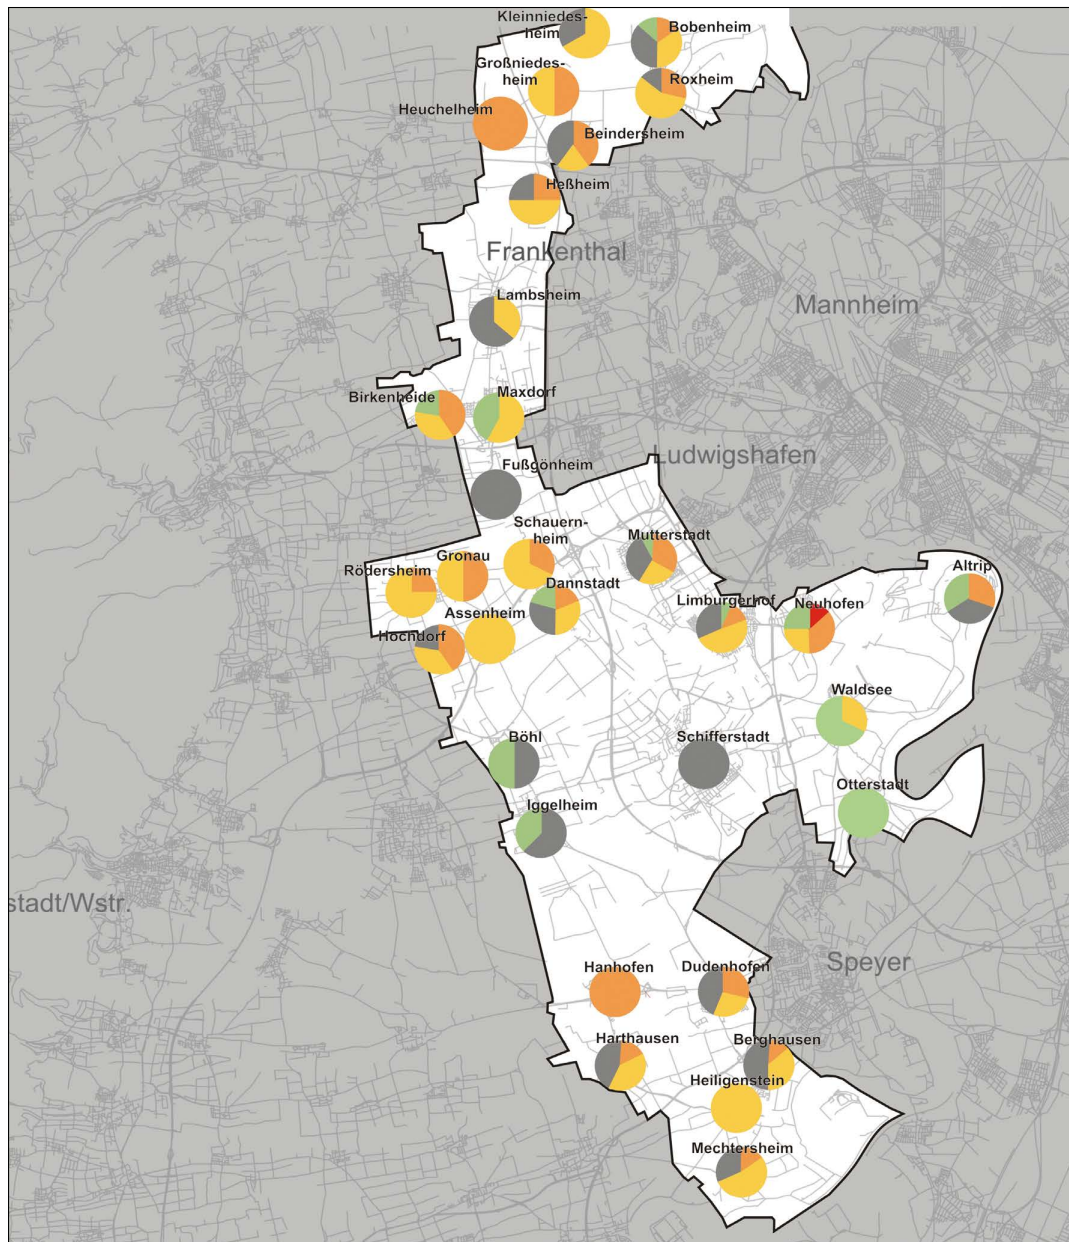 Kleinniedes-
heim
Bobenheim
Großniedes-
heim
Roxheim
Heuchelheim
Beindersheim
Heßheim
Frankenthal
Mannheim
Lambsheim
Birkenheide
Maxdorf
Ludwigshafen
Fußgönheim
Schauern-
heim
Mutterstadt
Gronau
Rödersheim
Altrip
Dannstadt
Assenheim
Limburgerhof
Neuhofen
Hochdorf
Waldsee
Böhl
Schifferstadt
Otterstadt
Iggelheim
stadt/Wstr.
Speyer
Hanhofen
Dudenhofen
Harthausen
Berghausen
Heiligenstein
Mechtersheim